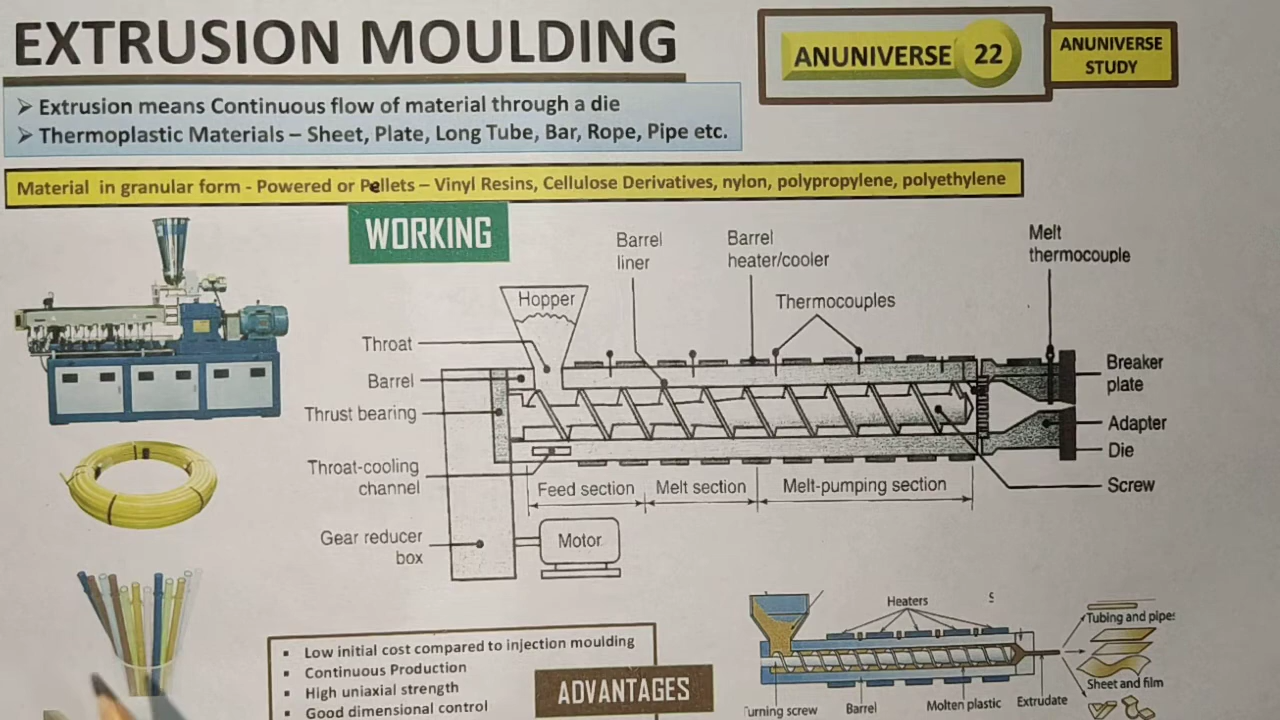 EXTRUSION MOULDING
ANUNIVERSE 22
ANUNIVERSE
STUDY
➢ Extrusion means Continuous flow of material through a die
➢ Thermoplastic Materials – Sheet, Plate, Long Tube, Bar, Rope, Pipe etc.
Material in granular form - Powered or Pellets – Vinyl Resins, Cellulose Derivatives, nylon, polypropylene, polyethylene
WORKING
Barrel
liner
Barrel
heater/cooler
Melt
thermocouple
Hopper
Thermocouples
Throat
Barrel
Thrust bearing
Breaker
plate
Adapter
Die
Throat-cooling
channel
Feed section
Melt section
Melt-pumping section
Screw
Gear reducer
box
Motor
Heaters
Tubing and pipes
Sheet and film
Turning screw
Barrel
Molten plastic
Extrudate
▪ Low initial cost compared to injection moulding
▪ Continuous Production
▪ High uniaxial strength
▪ Good dimensional control
ADVANTAGES